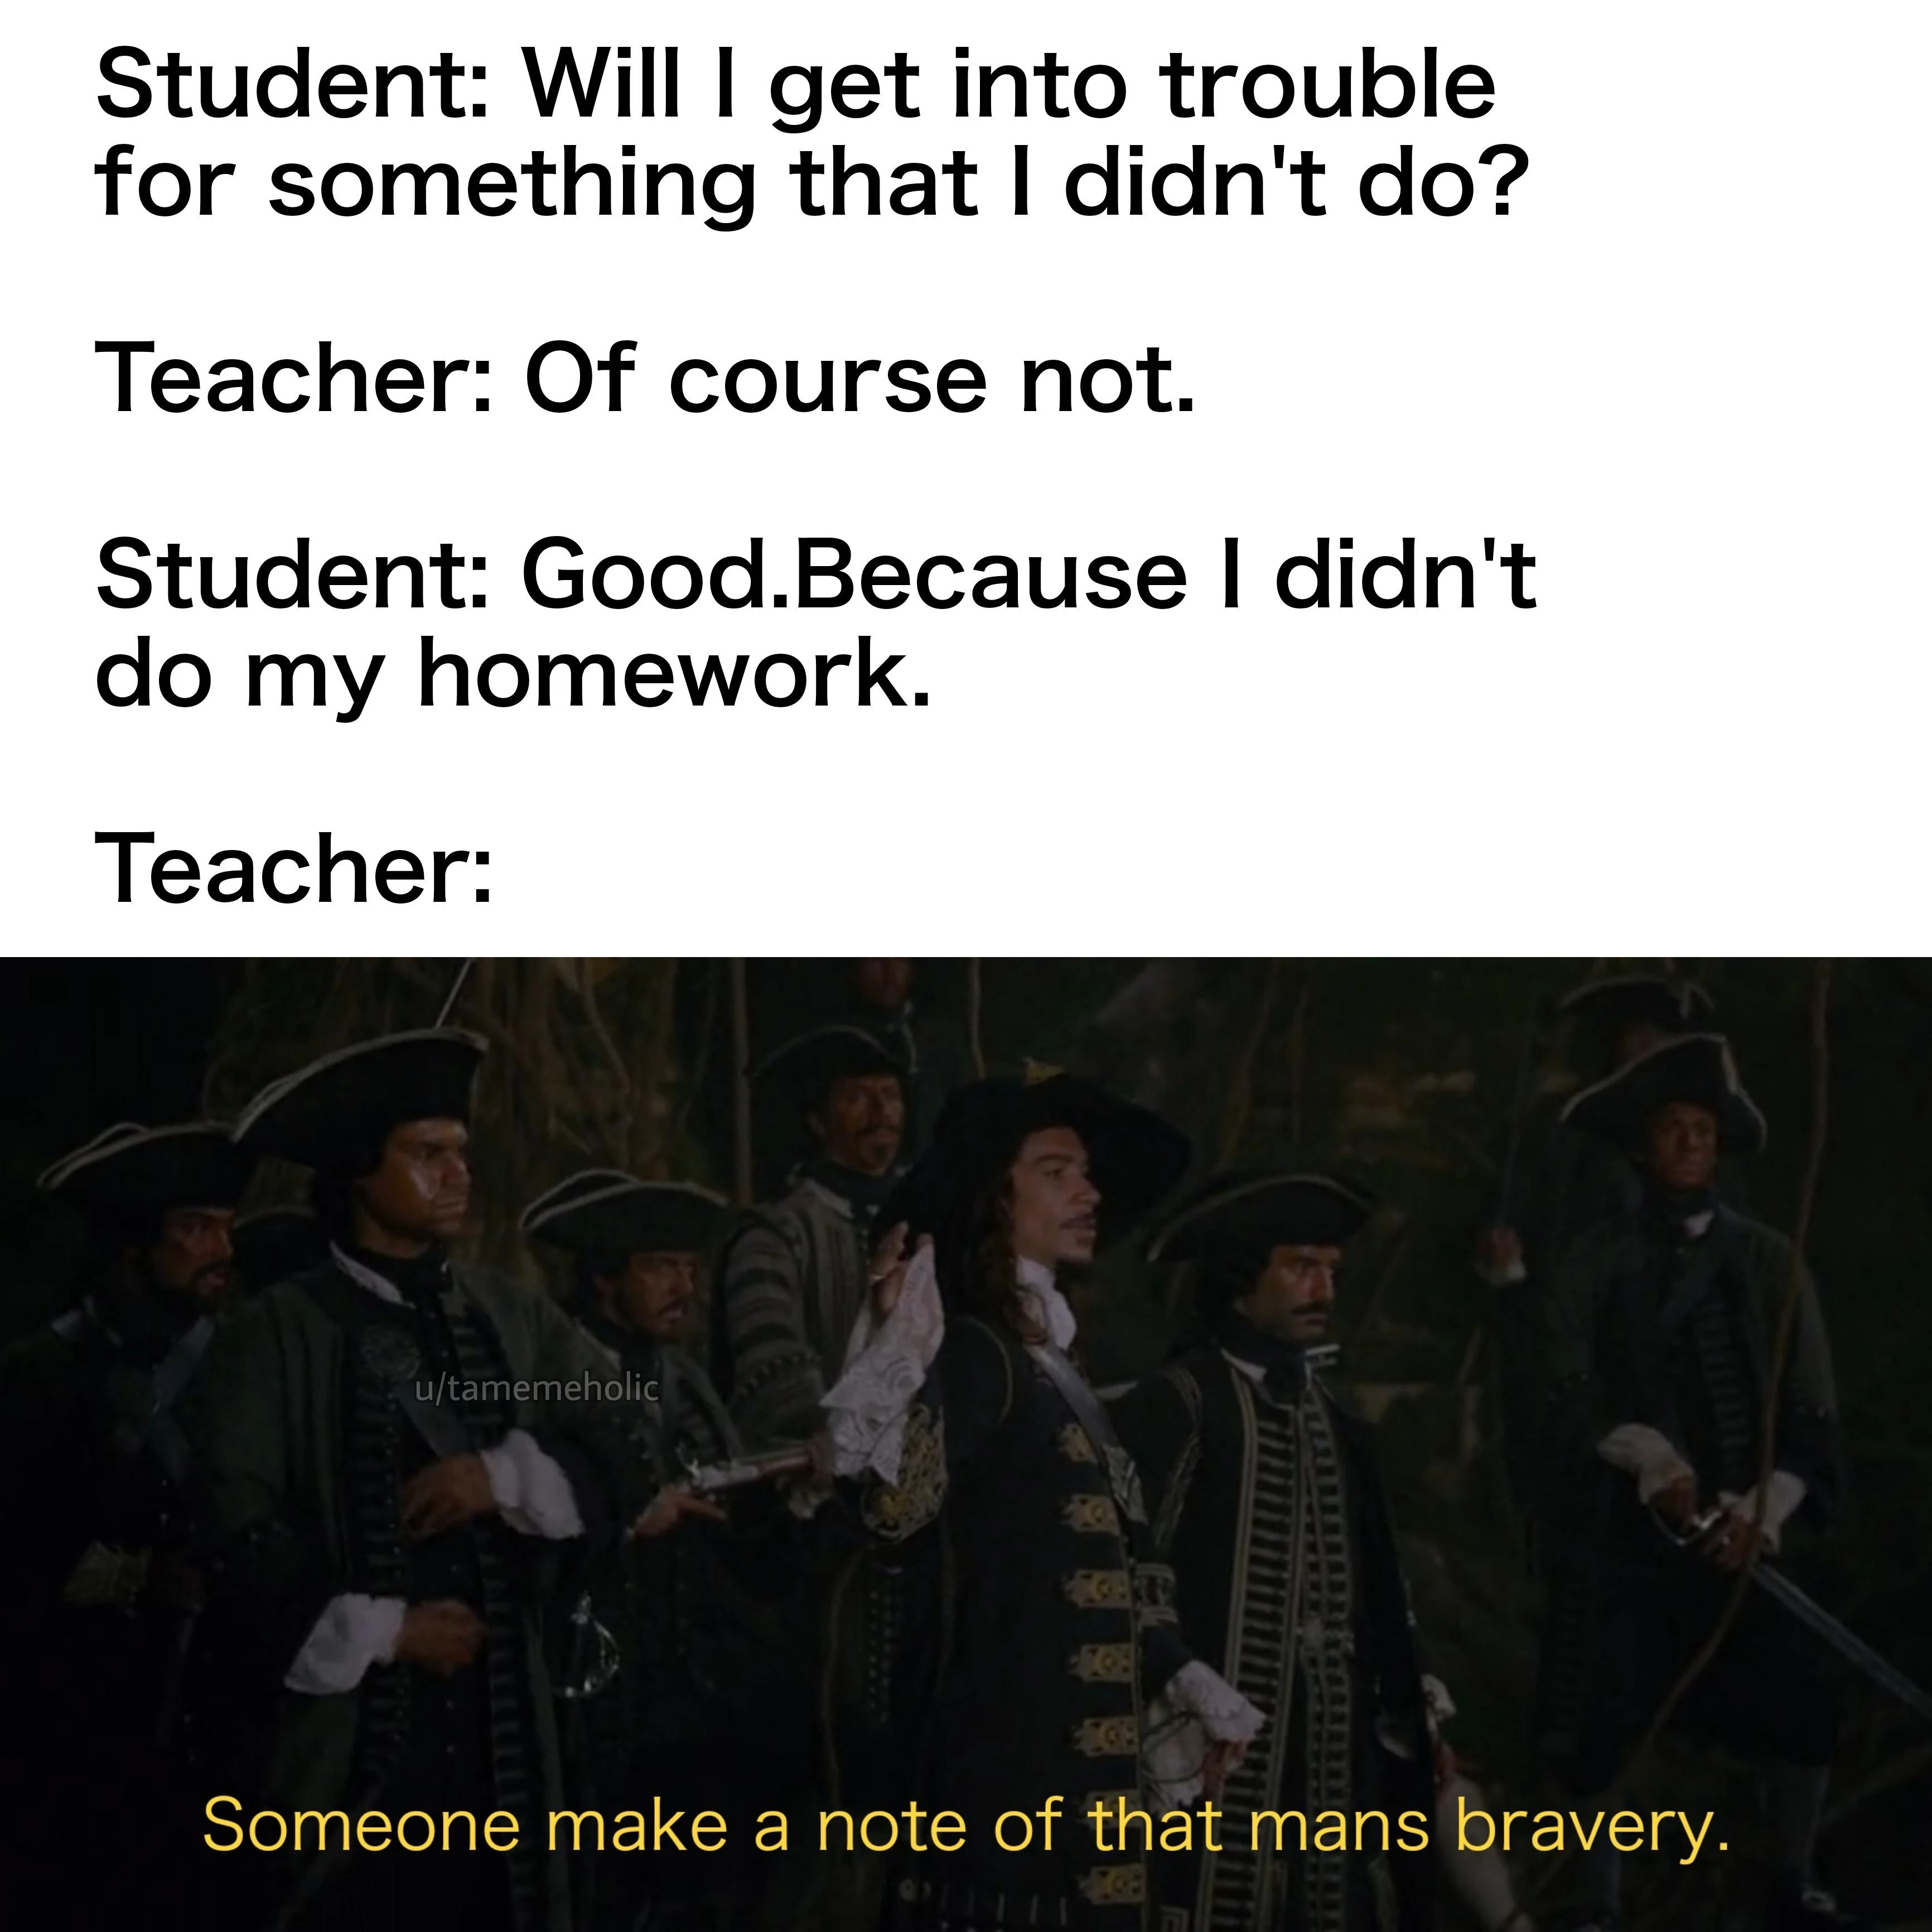 Student: Will I get into trouble
for something that I didn't do?
Teacher: Of course not.
Student: Good.Because I didn't
do my homework.
Teacher:
u/tamemeholic
Someone make a note of that mans bravery.